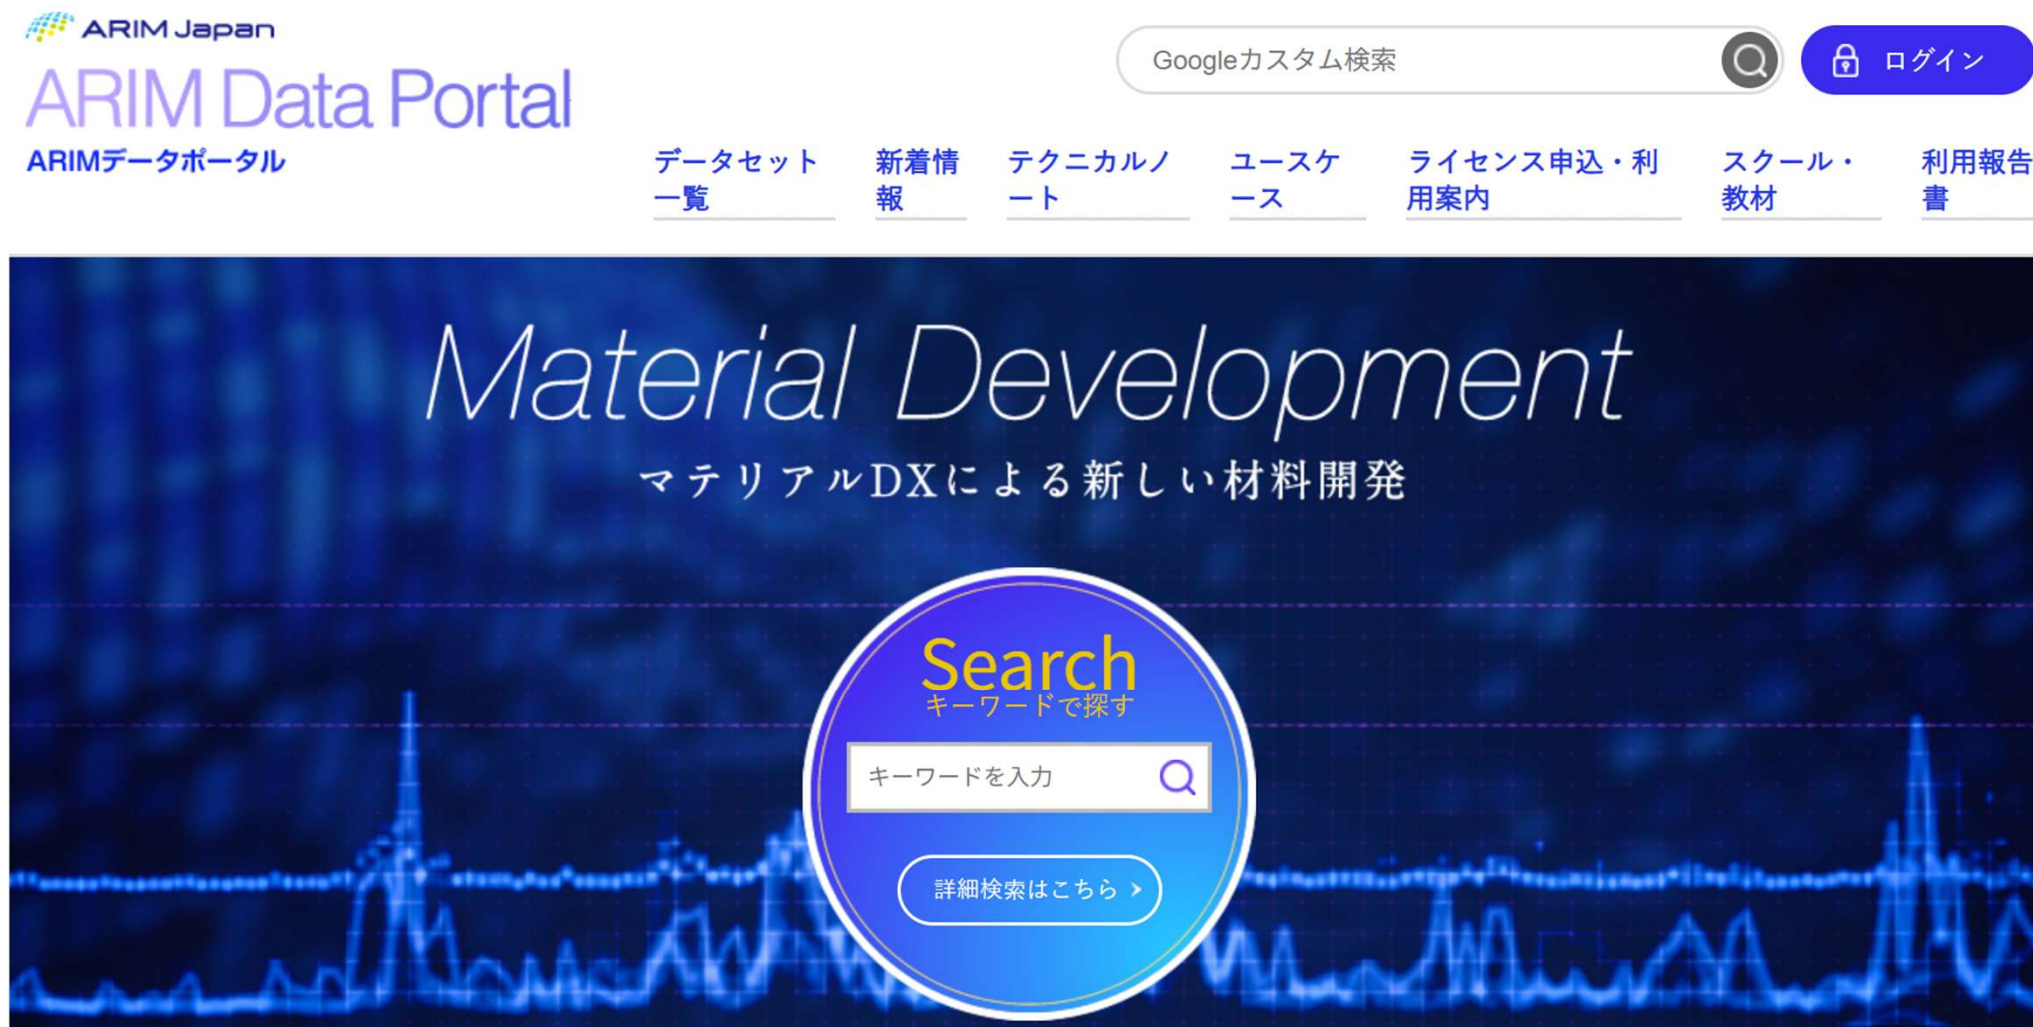 ARIM Japan
ARIM Data Portal
ARIMデータポータル
Googleカスタム検索
ログイン
データセット
一覧
新着情
報
テクニカルノ
ート
ユースケ
ース
ライセンス申込・利
用案内
スクール・
教材
利用報告
書
Material Development
マテリアルDXによる新しい材料開発
Search
キーワードで探す
キーワードを入力
詳細検索はこちら